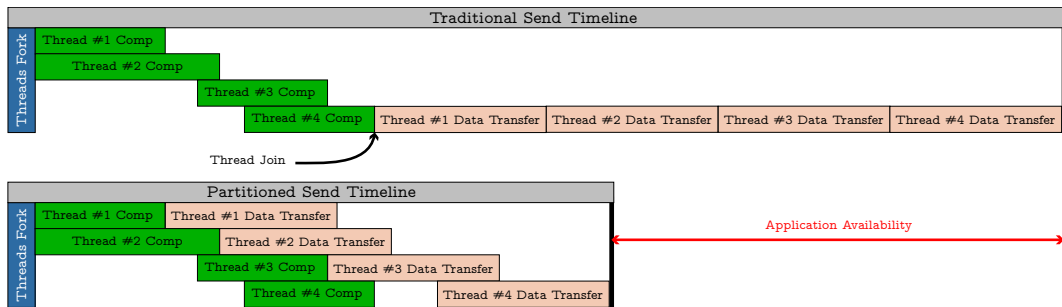 Traditional Send Timeline
Threads Fork
Thread #1 Comp
Thread #2 Comp
Thread #3 Comp
Thread #4 Comp Thread #1 Data Transfer Thread #2 Data Transfer Thread #3 Data Transfer Thread #4 Data Transfer
Thread Join
Partitioned Send Timeline
Threads Fork
Thread #1 Comp Thread #1 Data Transfer
Thread #2 Comp Thread #2 Data Transfer
Thread #3 Comp Thread #3 Data Transfer
Thread #4 Comp Thread #4 Data Transfer
Application Availability